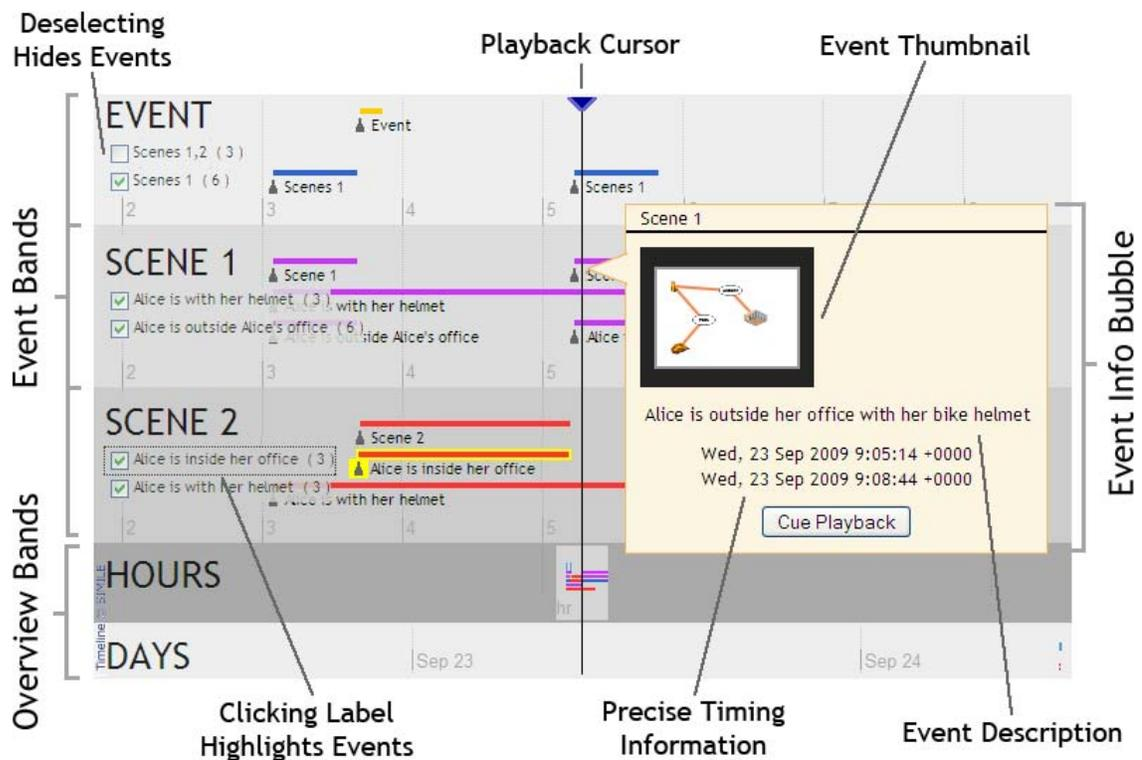 Deselecting
Hides Events
Playback Cursor
Event Thumbnail
EVENT
Event
Scenes 1,2 ( 3 )
Scenes 1 ( 6 )
Scenes 1
Scenes 1
2
3
4
5
Event Bands
SCENE 1
Scene 1
Alice is with her helmet ( 3 )
is with her helmet
Alice is outside Alice's office ( 6 )
outside Alice's office
Alice
2
3
4
5
SCENE 2
Scene 2
Alice is inside her office ( 3 )
Alice is inside her office
Alice is with her helmet ( 3 )
Alice is with her helmet
2
3
4
5
Scene 1
Alice is outside her office with her bike helmet
Wed, 23 Sep 2009 9:05:14 +0000
Wed, 23 Sep 2009 9:08:44 +0000
Cue Playback
Event Info Bubble
Overview Bands
Timeline © SIMILE
HOURS
hr
DAYS
Sep 23
Sep 24
Clicking Label
Highlights Events
Precise Timing
Information
Event Description